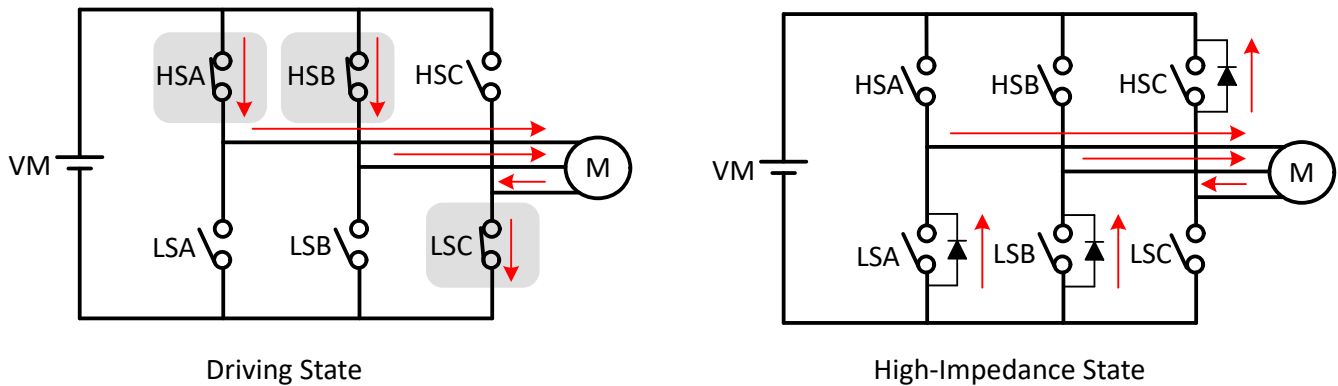 HSA
HSB
HSC
VM
M
LSA
LSB
LSC
Driving State
HSA
HSB
HSC
VM
M
LSA
LSB
LSC
High-Impedance State